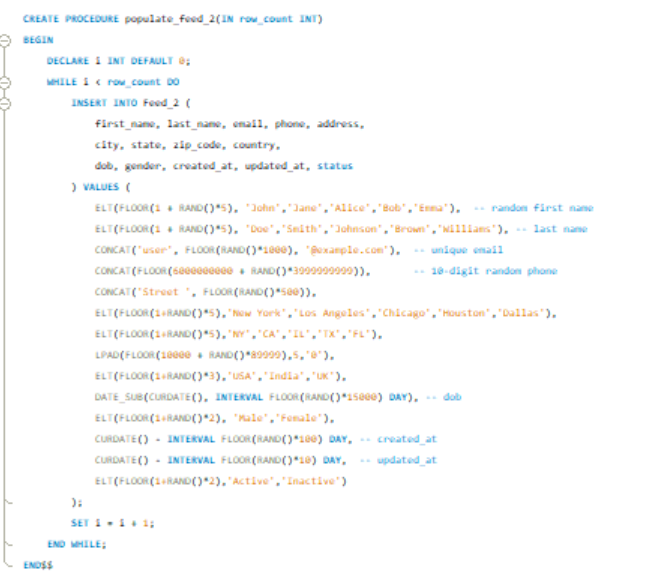 CREATE PROCEDURE populate_feed_2(IN row_count INT)
BEGIN
DECLARE i INT DEFAULT 0;
WHILE i < row_count DO
INSERT INTO Feed_2 (
first_name, last_name, email, phone, address,
city, state, zip_code, country,
dob, gender, created_at, updated_at, status
) VALUES (
ELT(FLOOR(1 + RAND()*5), 'John','Jane','Alice','Bob','Emma'), -- random first name
ELT(FLOOR(1 + RAND()*5), 'Doe','Smith','Johnson','Brown','Williams'), -- last name
CONCAT('user', FLOOR(RAND()*1000), '@example.com'), -- unique email
CONCAT(FLOOR(6000000000 + RAND()*3999999999)), -- 10-digit random phone
CONCAT('Street ', FLOOR(RAND()*500)),
ELT(FLOOR(1+RAND()*5),'New York','Los Angeles','Chicago','Houston','Dallas'),
ELT(FLOOR(1+RAND()*5),'NY','CA','IL','TX','FL'),
LPAD(FLOOR(10000 + RAND()*89999),5,'0'),
ELT(FLOOR(1+RAND()*3),'USA','India','UK'),
DATE_SUB(CURDATE(), INTERVAL FLOOR(RAND()*15000) DAY), -- dob
ELT(FLOOR(1+RAND()*2), 'Male','Female'),
CURDATE() - INTERVAL FLOOR(RAND()*100) DAY, -- created_at
CURDATE() - INTERVAL FLOOR(RAND()*10) DAY, -- updated_at
ELT(FLOOR(1+RAND()*2),'Active','Inactive')
);
SET i = i + 1;
END WHILE;
END$$